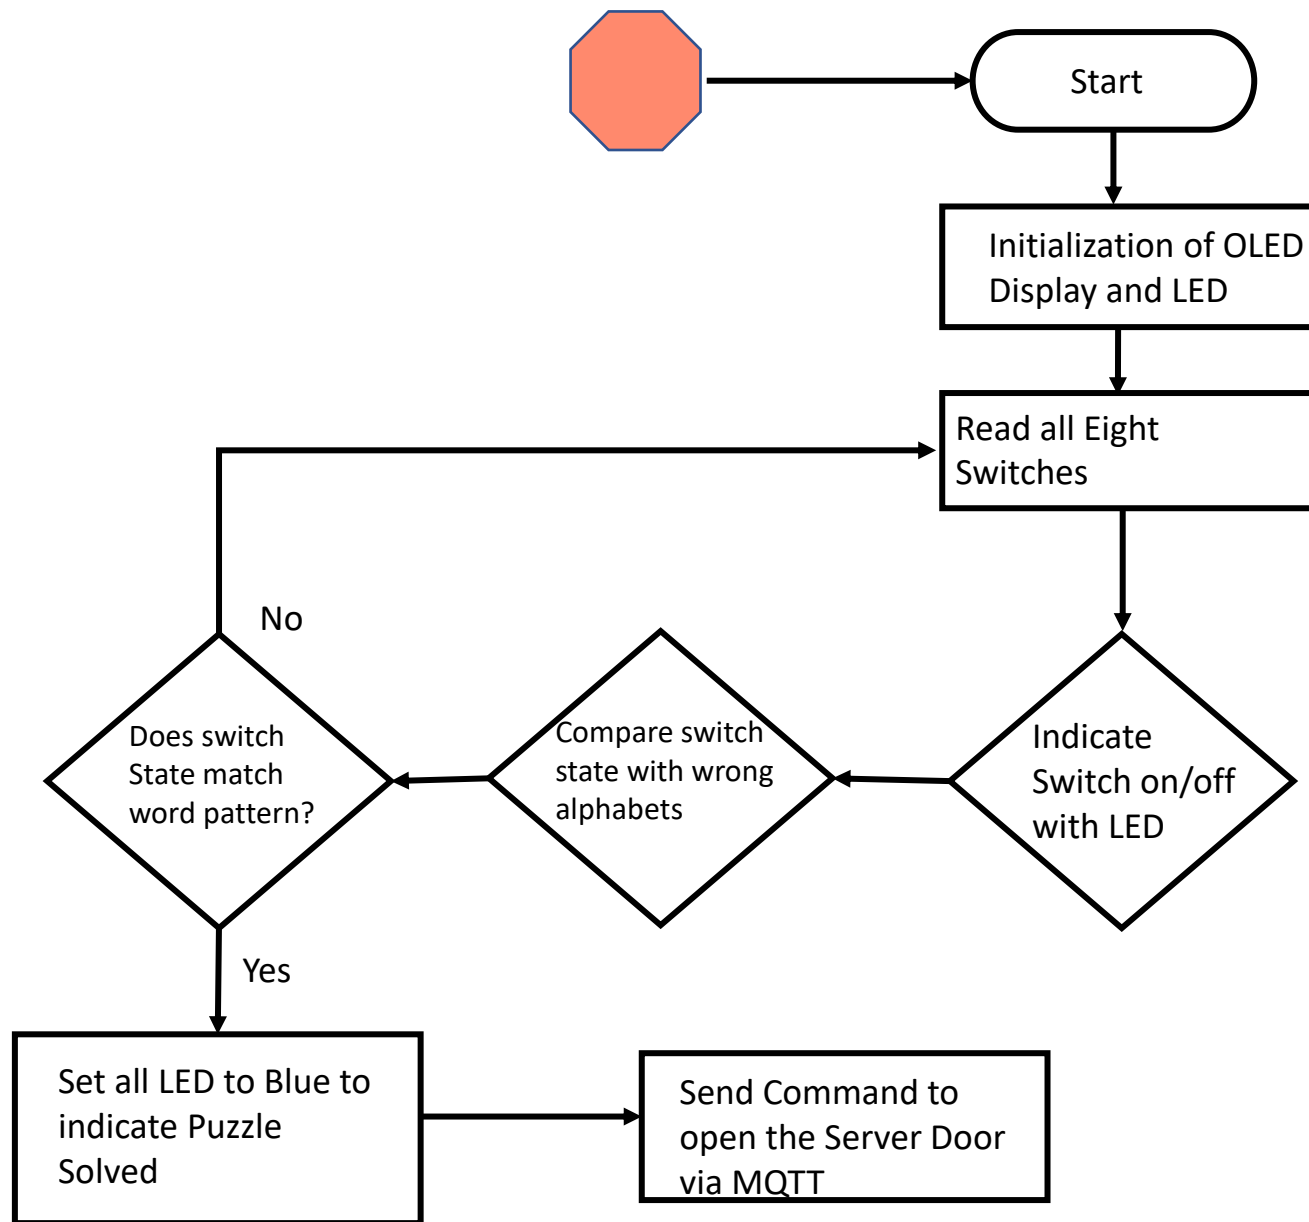 Start
Initialization of OLED
Display and LED
Read all Eight
Switches
No
Does switch
State match
word pattern?
Compare switch
state with wrong
alphabets
Indicate
Switch on/off
with LED
Yes
Set all LED to Blue to
indicate Puzzle
Solved
Send Command to
open the Server Door
via MQTT